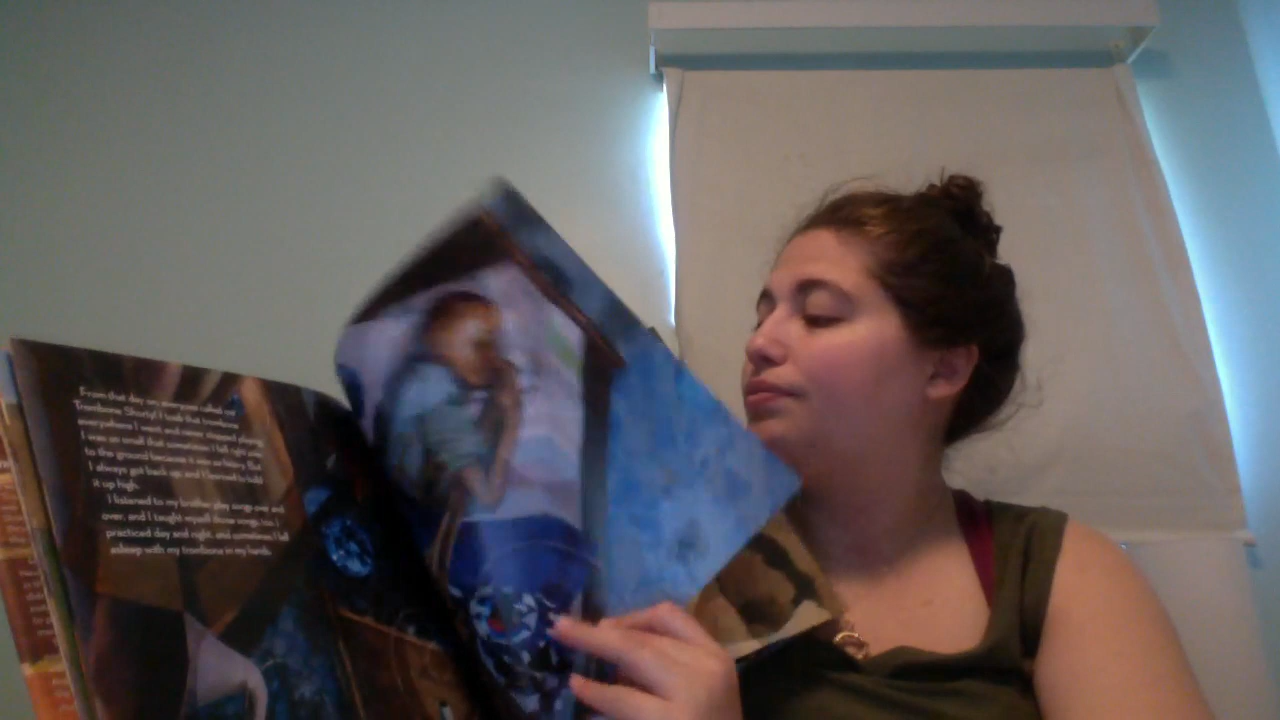 From that day on, everyone called me
Trombone Shorty! I took that trombone
everywhere I went and never stopped playing.
I was so small that sometimes I fell right over
to the ground because it was so heavy. But
I always got back up, and I learned to hold
it up high.
I listened to my brother play songs over and
over, and I taught myself those songs, too. I
practiced day and night, and sometimes I fell
asleep with my trombone in my hands.